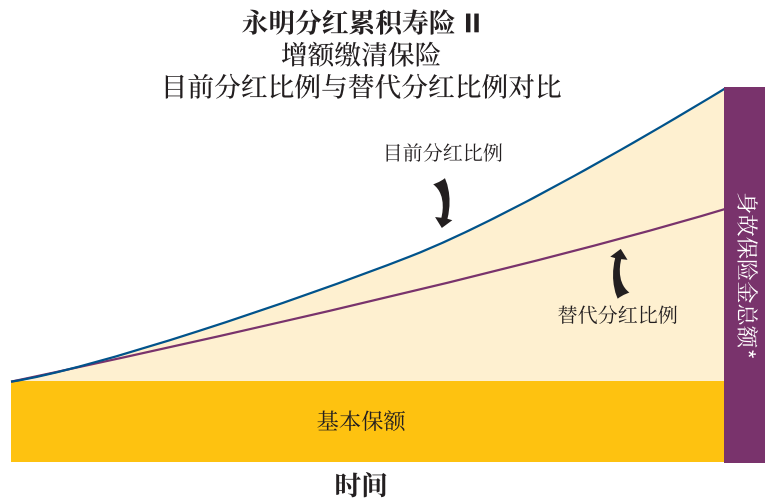 永明分红累积寿险 II
增额缴清保险
目前分红比例与替代分红比例对比
目前分红比例
身故保险金总额*
替代分红比例
基本保额
时间